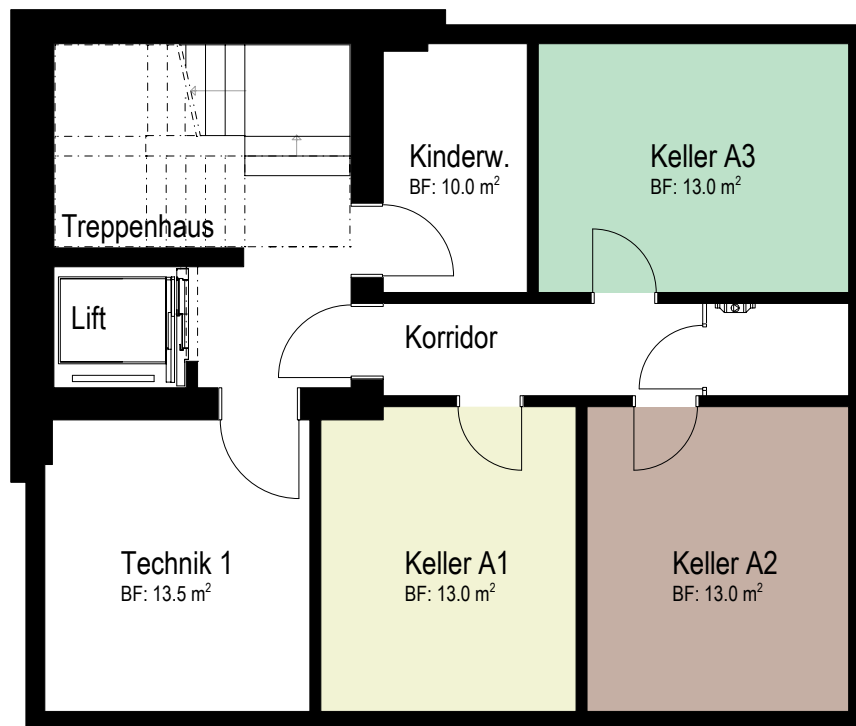 Kinderw.
BF: 10.0 m²
Keller A3
BF: 13.0 m²
Treppenhaus
Lift
Korridor
Technik 1
BF: 13.5 m²
Keller A1
BF: 13.0 m²
Keller A2
BF: 13.0 m²